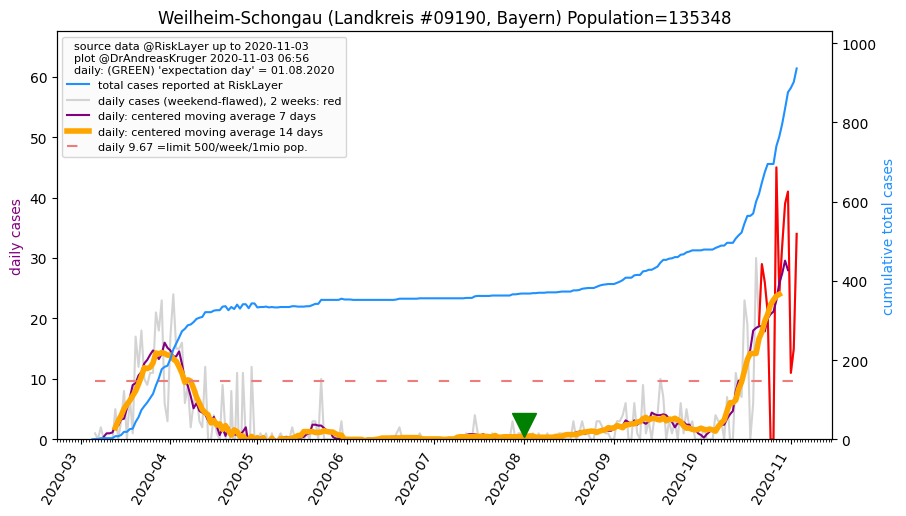 Weilheim-Schongau (Landkreis #09190, Bayern) Population=135348
source data @RiskLayer up to 2020-11-03
plot @DrAndreasKruger 2020-11-03 06:56
daily: (GREEN) 'expectation day' = 01.08.2020
total cases reported at RiskLayer
daily cases (weekend-flawed), 2 weeks: red
daily: centered moving average 7 days
daily: centered moving average 14 days
daily 9.67 =limit 500/week/1mio pop.
daily cases
60
50
40
30
20
10
0
1000
800
600
400
200
0
cumulative total cases
2020-03
2020-04
2020-05
2020-06
2020-07
2020-08
2020-09
2020-10
2020-11